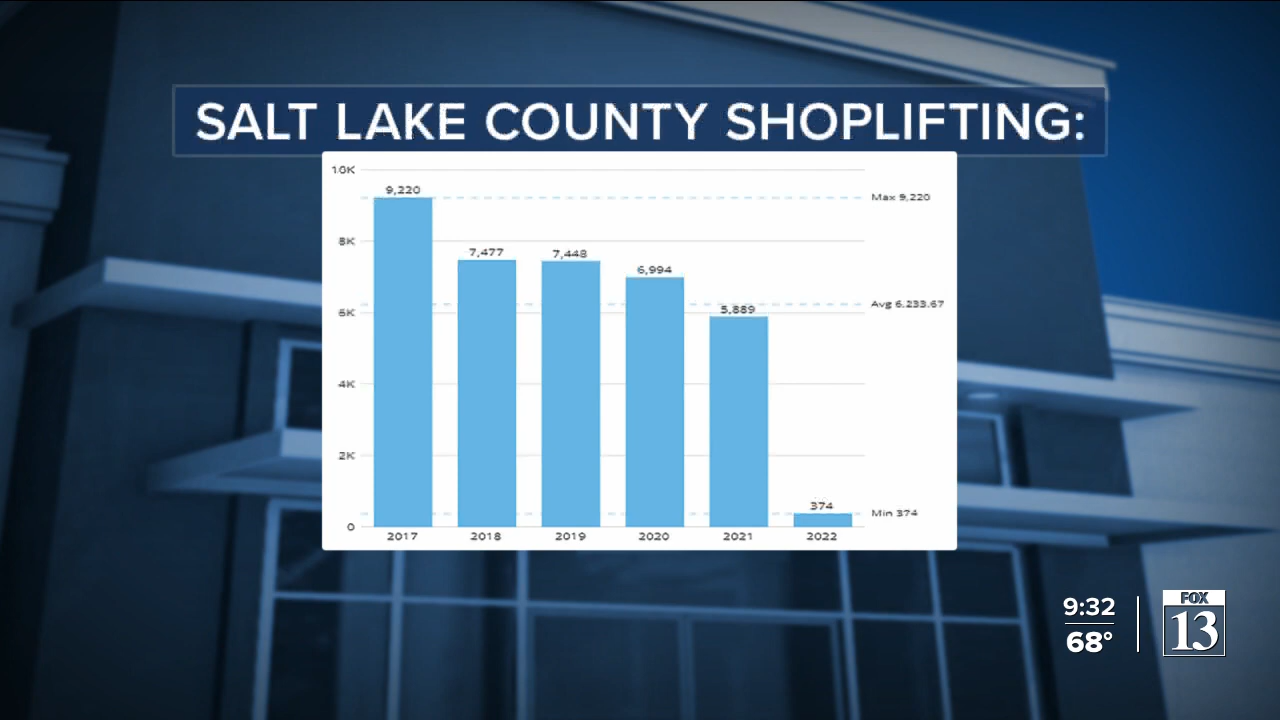 SALT LAKE COUNTY SHOPLIFTING:
10K
9,220
Max 9,220
8K
7,477
7,448
6,994
Avg 6,233.67
6K
5,889
4K
2K
374
Min 374
0
2017 2018 2019 2020 2021 2022
9:32
68°
FOX
13